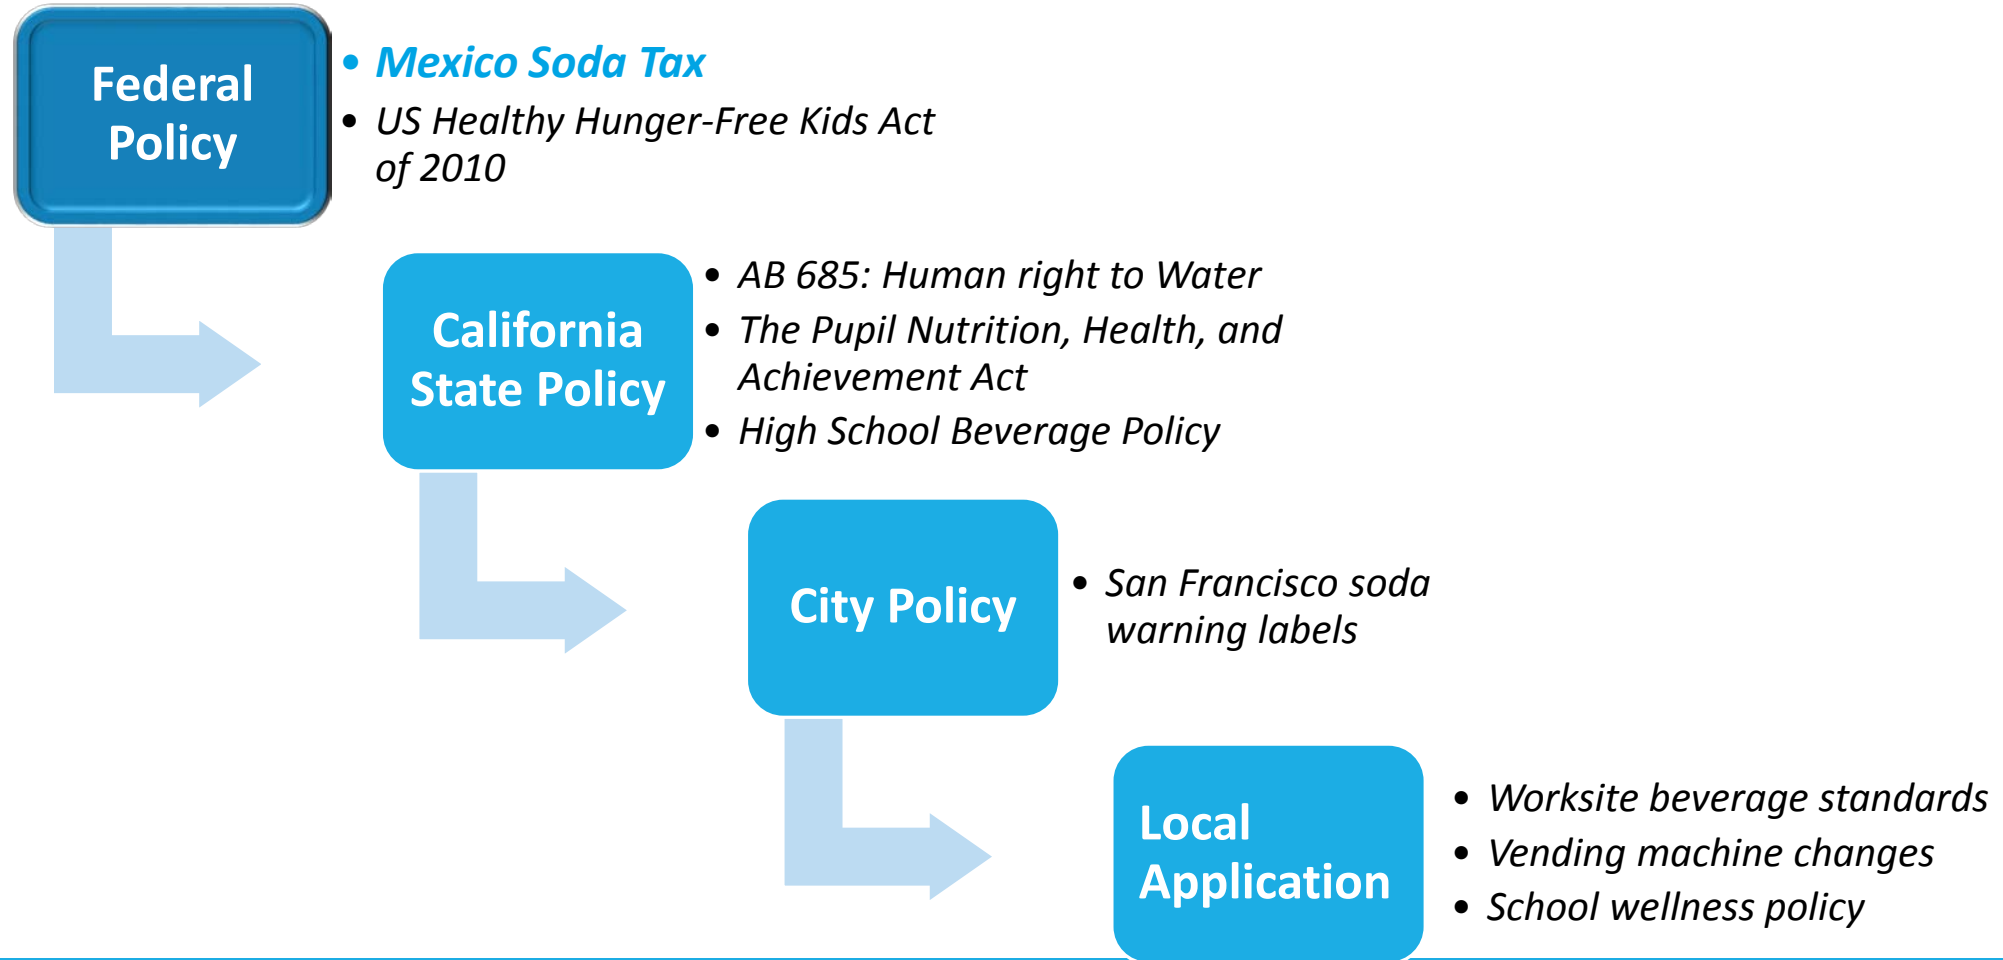 Federal
Policy
• Mexico Soda Tax
• US Healthy Hunger-Free Kids Act
of 2010
California
State Policy
• AB 685: Human right to Water
• The Pupil Nutrition, Health, and
Achievement Act
• High School Beverage Policy
City Policy
• San Francisco soda
warning labels
Local
Application
• Worksite beverage standards
• Vending machine changes
• School wellness policy